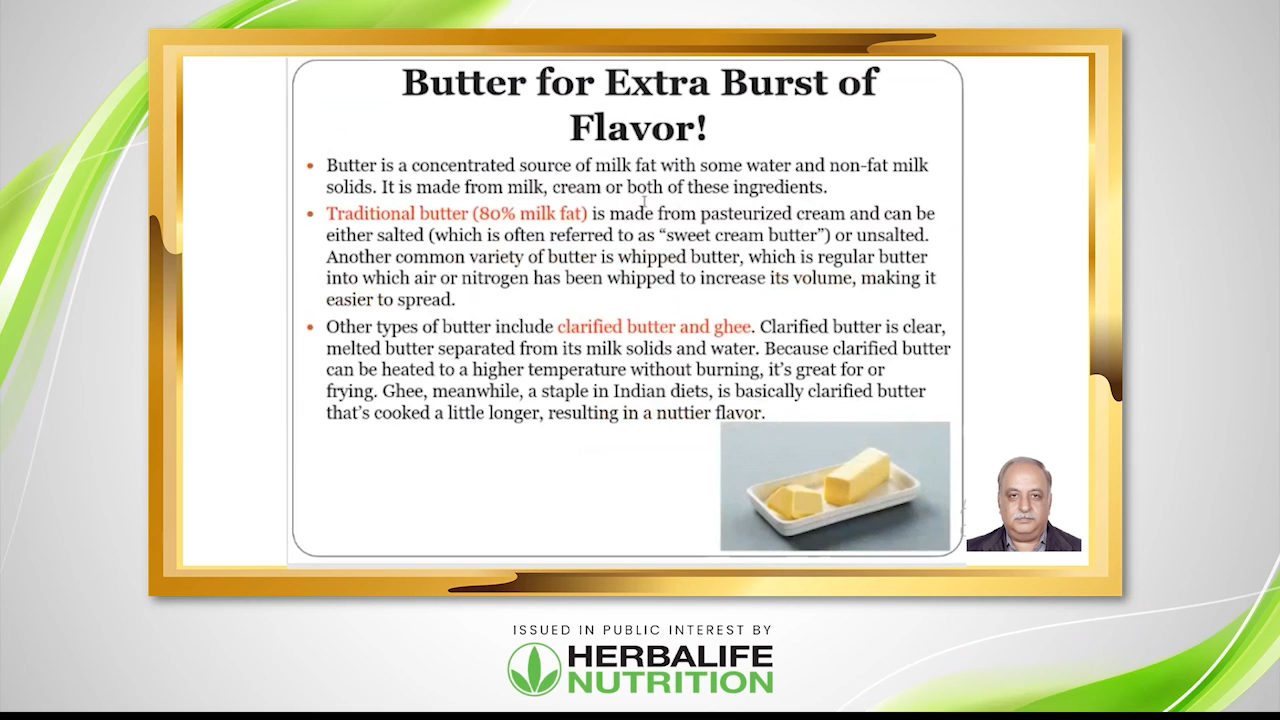 Butter for Extra Burst of
Flavor!
• Butter is a concentrated source of milk fat with some water and non-fat milk
solids. It is made from milk, cream or both of these ingredients.
• Traditional butter (80% milk fat) is made from pasteurized cream and can be
either salted (which is often referred to as “sweet cream butter”) or unsalted.
Another common variety of butter is whipped butter, which is regular butter
into which air or nitrogen has been whipped to increase its volume, making it
easier to spread.
• Other types of butter include clarified butter and ghee. Clarified butter is clear,
melted butter separated from its milk solids and water. Because clarified butter
can be heated to a higher temperature without burning, it’s great for or
frying. Ghee, meanwhile, a staple in Indian diets, is basically clarified butter
that’s cooked a little longer, resulting in a nuttier flavor.
ISSUED IN PUBLIC INTEREST BY
HERBALIFE
NUTRITION